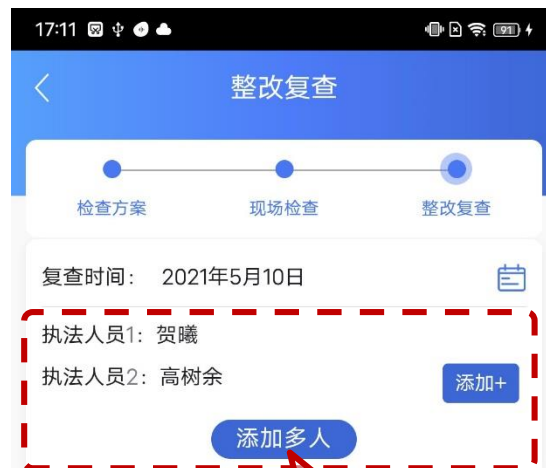 17:11 91
整改复查
检查方案 现场检查 整改复查
复查时间: 2021年5月10日
执法人员1: 贺曦
执法人员2: 高树余 添加+
添加多人